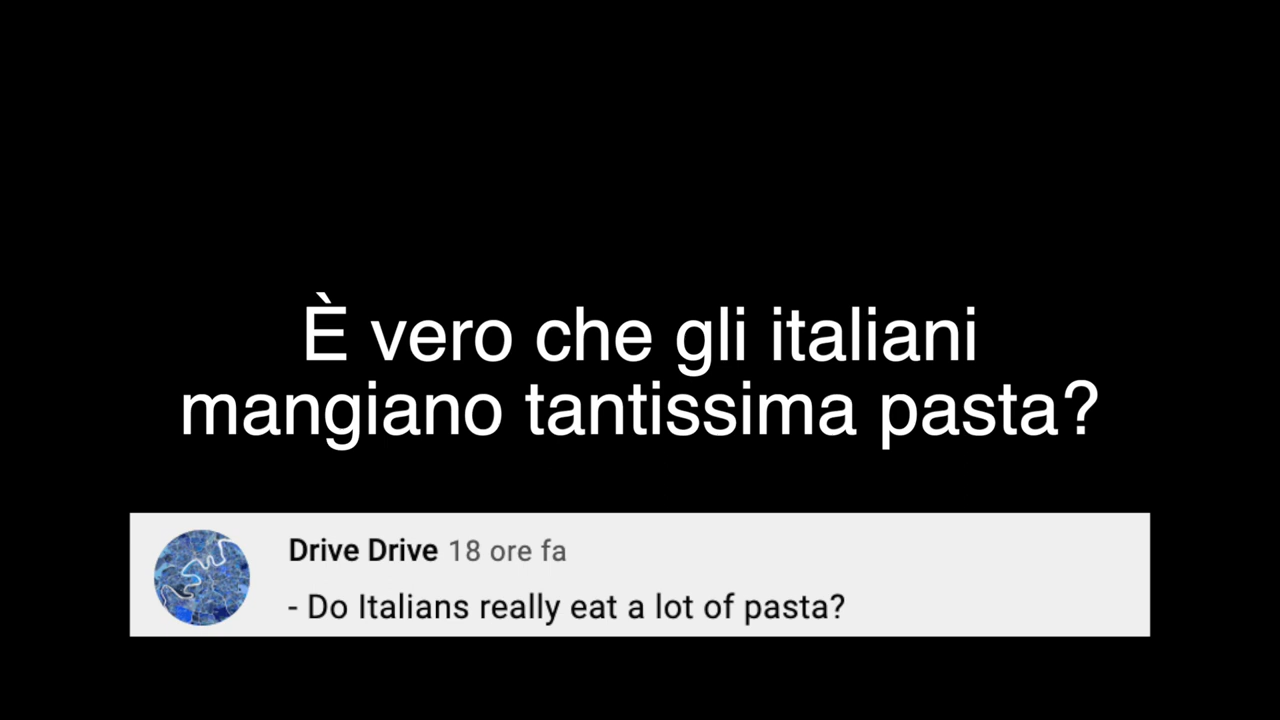 È vero che gli italiani
mangiano tantissima pasta?
Drive Drive 18 ore fa
- Do Italians really eat a lot of pasta?